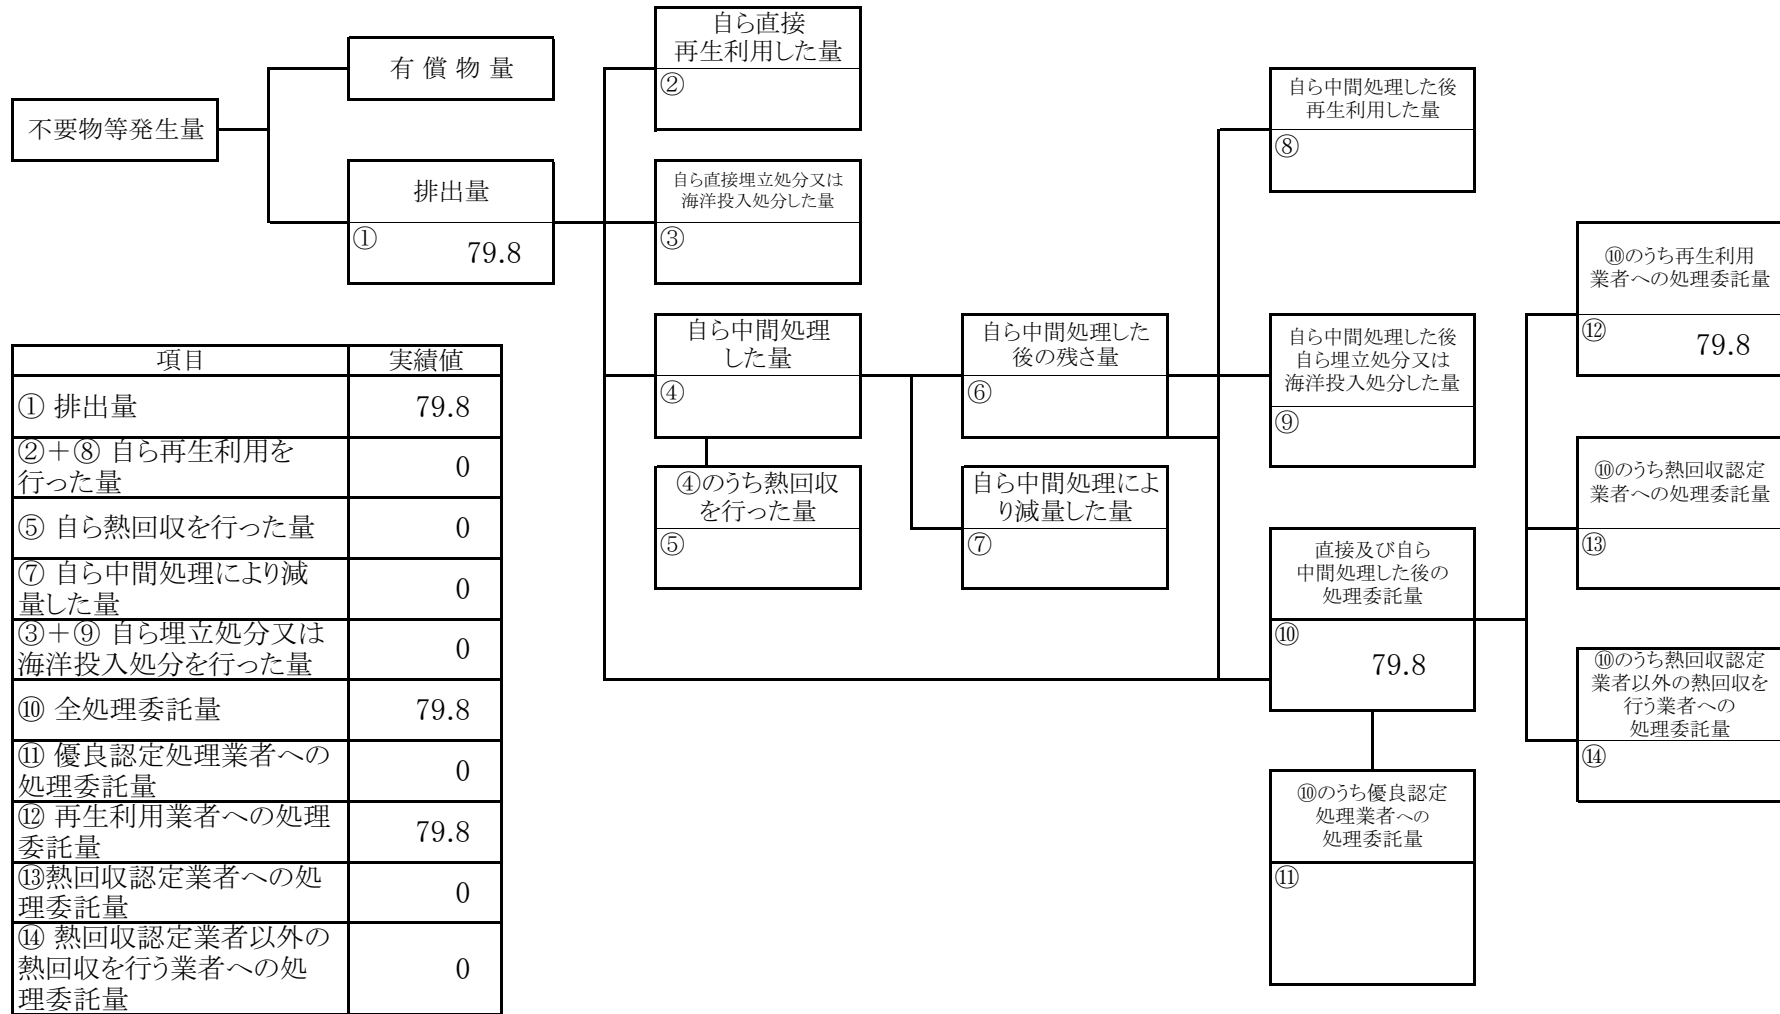 不要物等発生量
有 償 物 量
排出量
①
79.8
自ら直接
再生利用した量
②
自ら直接埋立処分又は
海洋投入処分した量
③
自ら中間処理
した量
④
④のうち熱回収
を行った量
⑤
自ら中間処理した
後の残さ量
⑥
自ら中間処理によ
り減量した量
⑦
自ら中間処理した後
再生利用した量
⑧
自ら中間処理した後
自ら埋立処分又は
海洋投入処分した量
⑨
直接及び自ら
中間処理した後の
処理委託量
⑩
79.8
⑩のうち優良認定
処理業者への
処理委託量
⑪
⑩のうち再生利用
業者への処理委託量
⑫
79.8
⑩のうち熱回収認定
業者への処理委託量
⑬
⑩のうち熱回収認定
業者以外の熱回収を
行う業者への
処理委託量
⑭
項目 実績値
① 排出量 79.8
②＋⑧ 自ら再生利用を
行った量 0
⑤ 自ら熱回収を行った量 0
⑦ 自ら中間処理により減
量した量 0
③＋⑨ 自ら埋立処分又は
海洋投入処分を行った量 0
⑩ 全処理委託量 79.8
⑪ 優良認定処理業者への
処理委託量 0
⑫ 再生利用業者への処理
委託量 79.8
⑬熱回収認定業者への処
理委託量 0
⑭ 熱回収認定業者以外の
熱回収を行う業者への処
理委託量 0